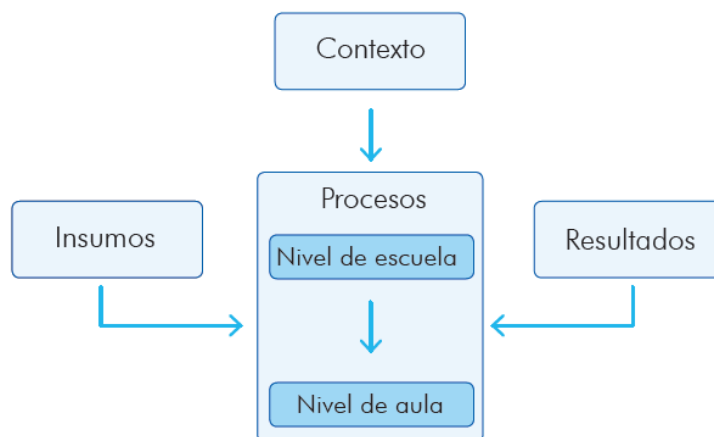 Contexto
Procesos
Insumos
Nivel de escuela
Resultados
Nivel de aula